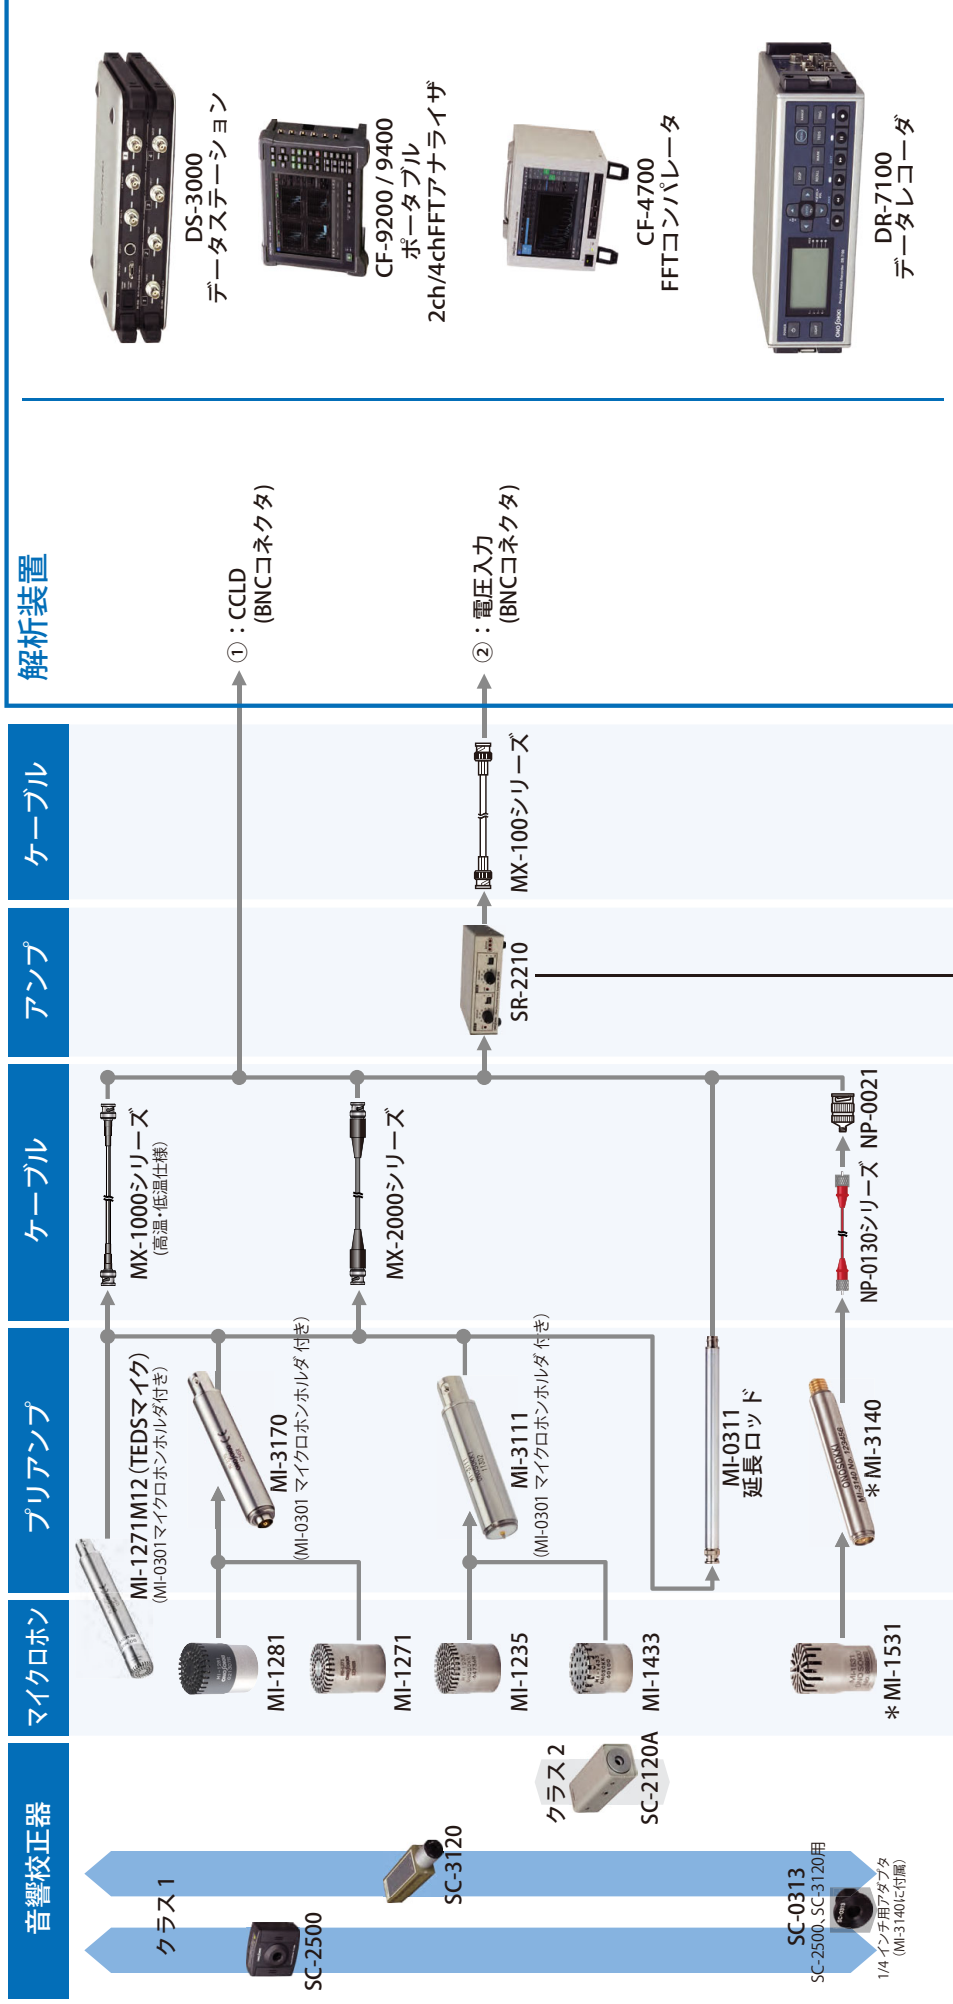 音響校正器
マイクロホン
プリアンプ
ケーブル
アンプ
ケーブル
解析装置
クラス 1
SC-2500
SC-3120
クラス 2
SC-2120A
SC-0313
SC-2500、SC-3120用
1/4 インチ用アダプタ
(MI-3140に付属)
MI-1281
MI-1271
MI-1235
MI-1433
＊MI-1531
MI-1271M12（TEDSマイク）
(MI-0301マイクロホンホルダ付き)
MI-3170
(MI-0301 マイクロホンホルダ 付き)
MI-3111
(MI-0301 マイクロホンホルダ 付き)
MI-0311
延長ロッド
＊MI-3140
ONOSOKKI
MI-3140 No. 123456
MX-1000シリーズ
(高温・低温仕様)
MX-2000シリーズ
NP-0130シリーズ
NP-0021
SR-2210
MX-100シリーズ
①：CCLD
(BNCコネクタ)
②：電圧入力
(BNCコネクタ)
DS-3000
データステーション
CF-9200 / 9400
ポータブル
2ch/4chFFTアナライザ
CF-4700
FFTコンパレータ
DR-7100
データレコーダ